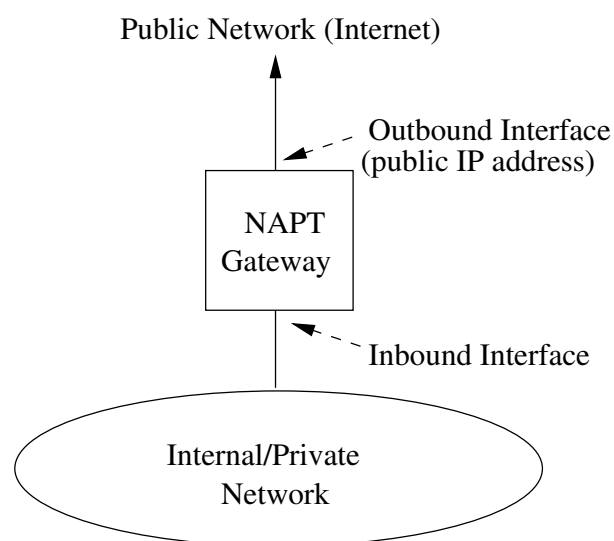 Public Network (Internet)
Outbound Interface
(public IP address)
NAPT
Gateway
Inbound Interface
Internal/Private
Network